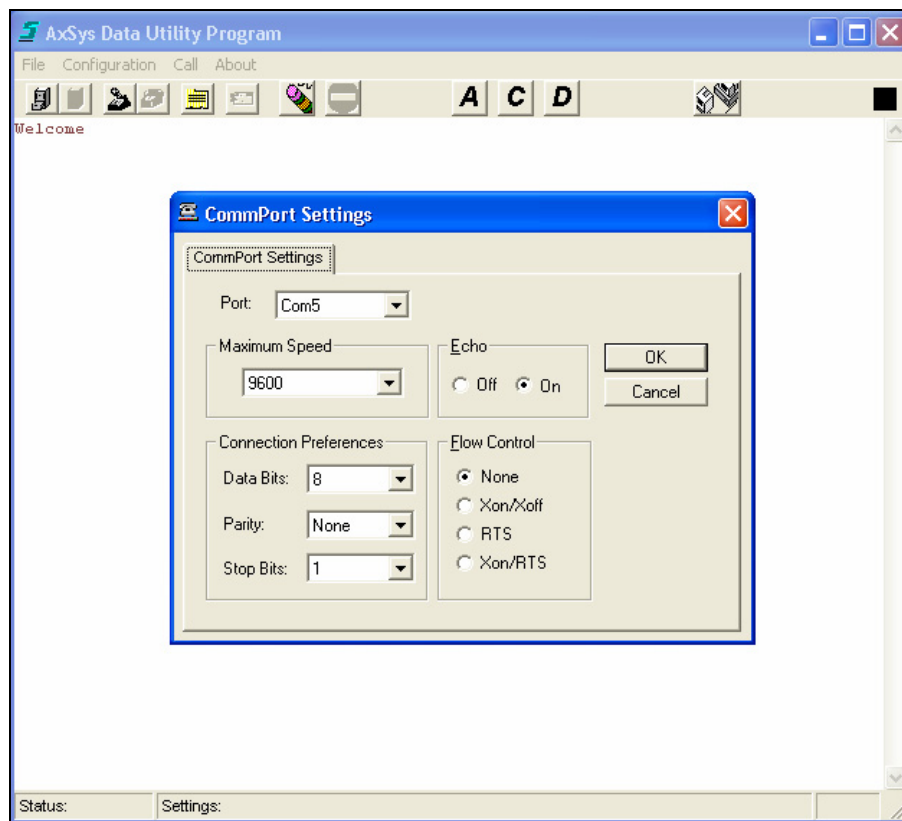 AxSys Data Utility Program
File Configuration Call About
A C D
Welcome
CommPort Settings
CommPort Settings
Port: Com5
Maximum Speed
9600
Echo
Off On
OK
Cancel
Connection Preferences
Data Bits: 8
Parity: None
Stop Bits: 1
Flow Control
None
Xon/Xoff
RTS
Xon/RTS
Status: Settings: